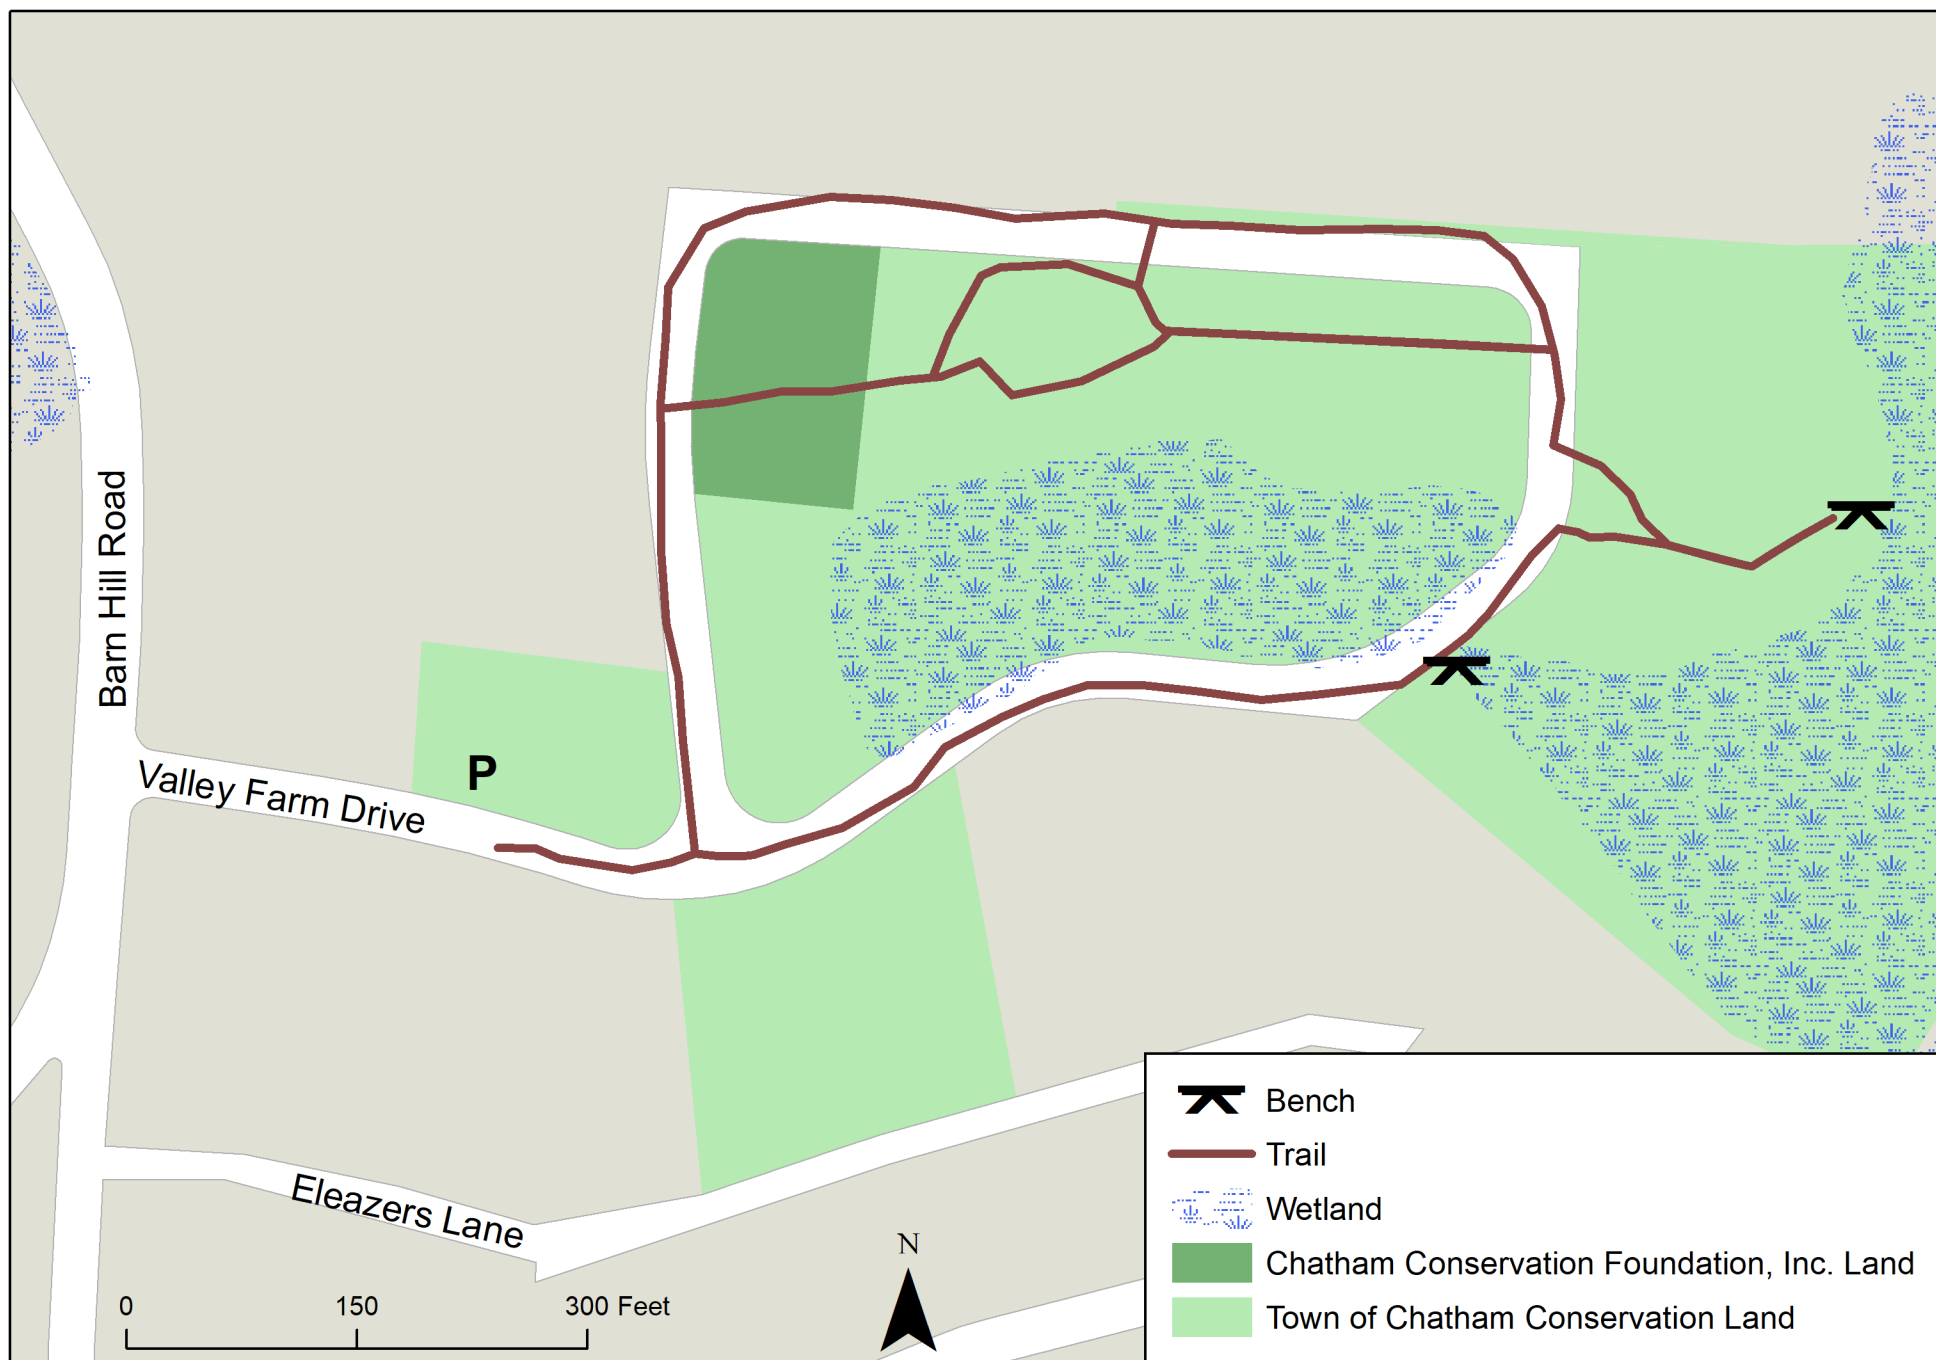 Barn Hill Road
P
Valley Farm Drive
Eleazers Lane
N
0 150 300 Feet
Bench
Trail
Wetland
Chatham Conservation Foundation, Inc. Land
Town of Chatham Conservation Land